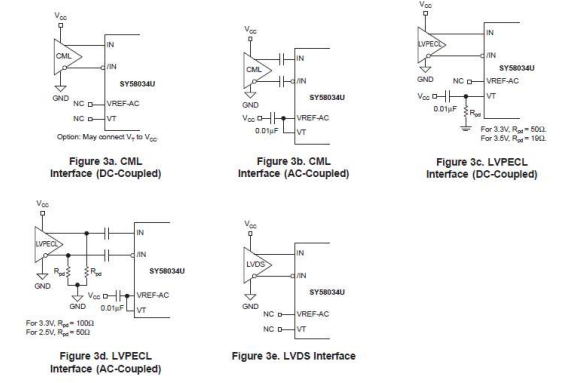 VCC
CML
IN
/IN
SY58034U
GND
NC
VREF-AC
NC
VT
Option: May connect VT to VCC
Figure 3a. CML
Interface (DC-Coupled)
VCC
CML
IN
/IN
SY58034U
GND
VCC
VREF-AC
0.01µF
VT
Figure 3b. CML
Interface (AC-Coupled)
VCC
LVPECL
IN
/IN
SY58034U
GND
NC
VREF-AC
VCC
VT
0.01µF
Rpd
For 3.3V, Rpd = 50Ω.
For 3.5V, Rpd = 19Ω.
Figure 3c. LVPECL
Interface (DC-Coupled)
VCC
LVPECL
IN
/IN
Rpd
Rpd
SY58034U
GND
GND
VCC
VREF-AC
0.01µF
VT
For 3.3V, Rpd = 100Ω
For 2.5V, Rpd = 50Ω
Figure 3d. LVPECL
Interface (AC-Coupled)
VCC
LVDS
IN
/IN
SY58034U
GND
NC
VREF-AC
NC
VT
Figure 3e. LVDS Interface